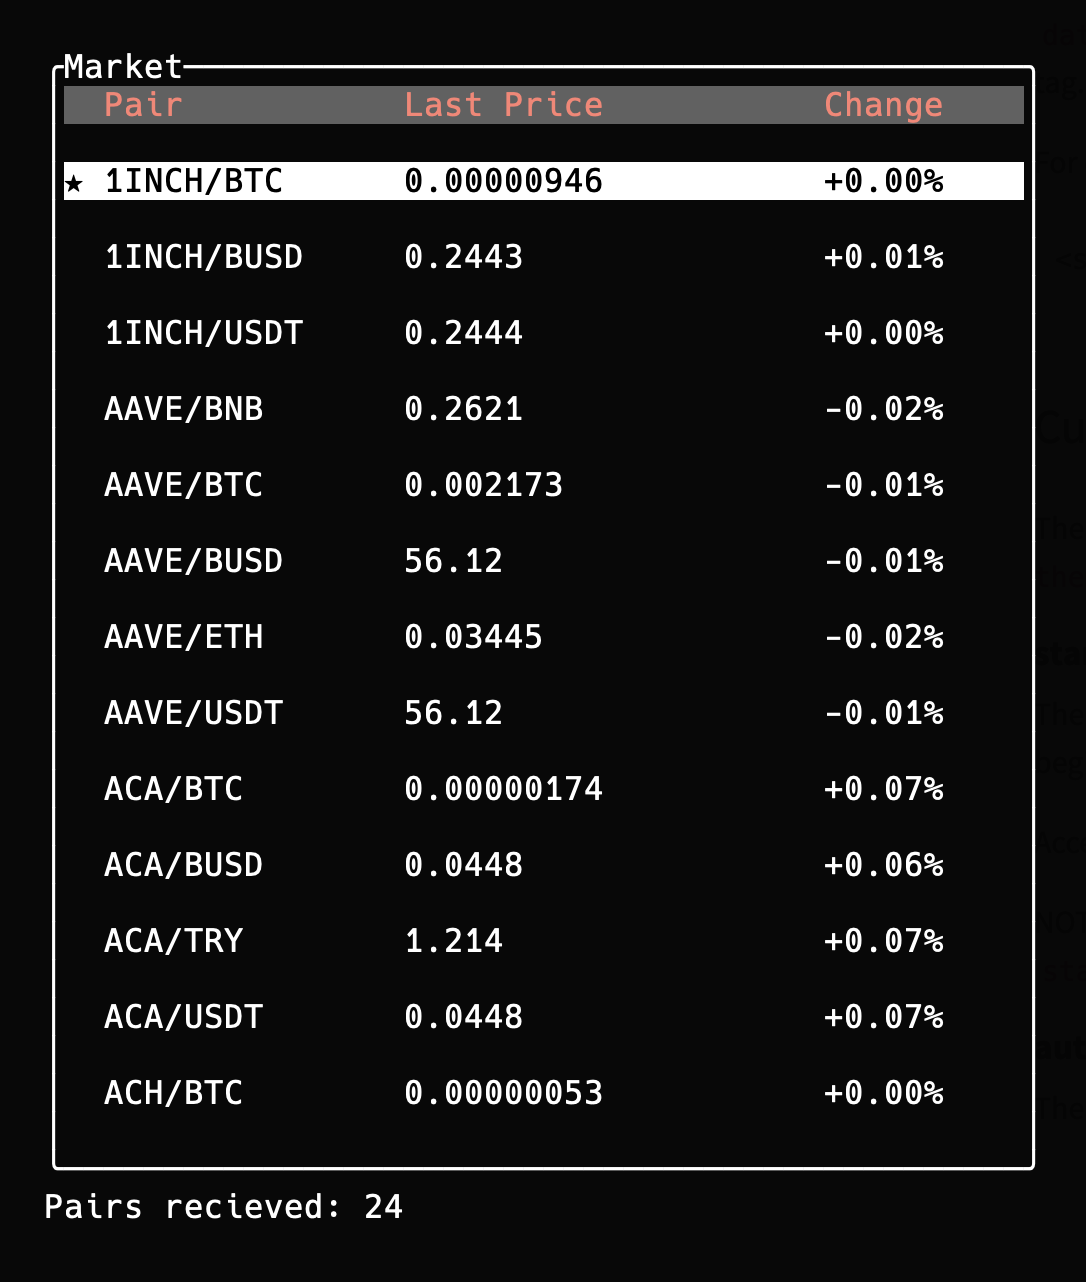 Market
Pair Last Price Change
★ 1INCH/BTC 0.00000946 +0.00%
1INCH/BUSD 0.2443 +0.01%
1INCH/USDT 0.2444 +0.00%
AAVE/BNB 0.2621 -0.02%
AAVE/BTC 0.002173 -0.01%
AAVE/BUSD 56.12 -0.01%
AAVE/ETH 0.03445 -0.02%
AAVE/USDT 56.12 -0.01%
ACA/BTC 0.00000174 +0.07%
ACA/BUSD 0.0448 +0.06%
ACA/TRY 1.214 +0.07%
ACA/USDT 0.0448 +0.07%
ACH/BTC 0.00000053 +0.00%
Pairs recieved: 24